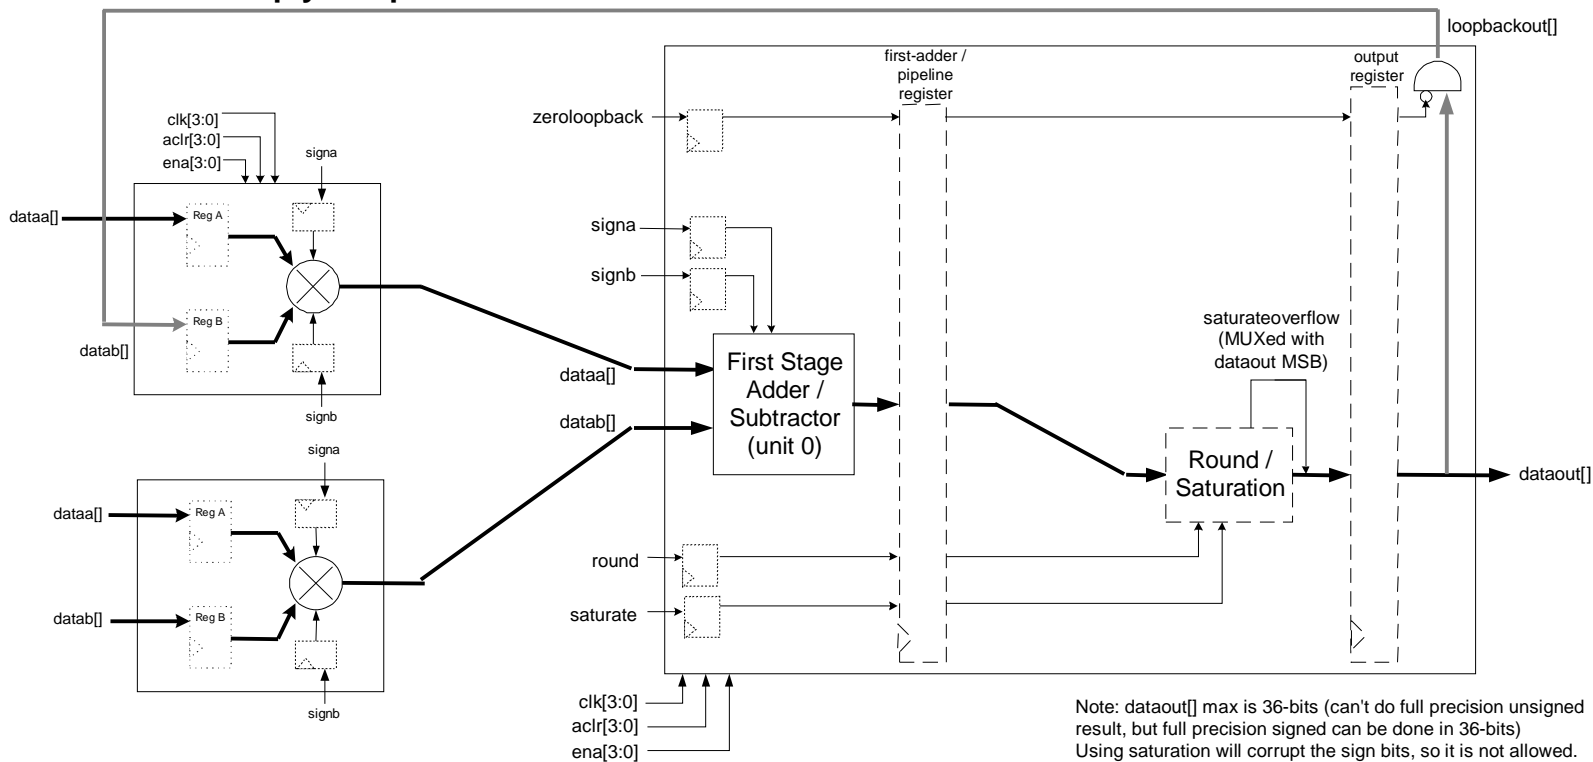 loopbackout[]
first-adder /
pipeline
register
output
register
zeroloopback
clk[3:0]
aclr[3:0]
ena[3:0]
signa
dataa[]
Reg A
Reg B
datab[]
signb
signa
signb
saturateoverflow
(MUXed with
dataout MSB)
First Stage
Adder /
Subtractor
(unit 0)
dataa[]
datab[]
Round /
Saturation
dataout[]
signa
dataa[]
Reg A
datab[]
Reg B
signb
round
saturate
clk[3:0]
aclr[3:0]
ena[3:0]
Note: dataout[] max is 36-bits (can't do full precision unsigned
result, but full precision signed can be done in 36-bits)
Using saturation will corrupt the sign bits, so it is not allowed.